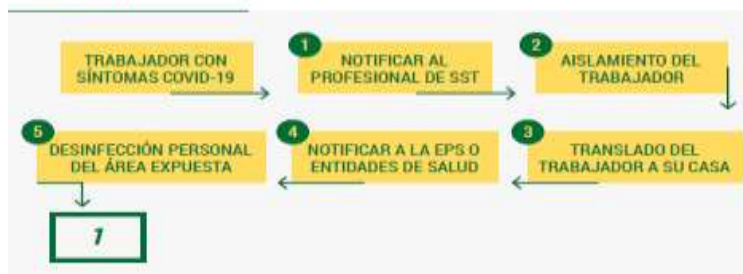 TRABAJADOR CON
SÍNTOMAS COVID-19
1
NOTIFICAR AL
PROFESIONAL DE SST
2
AISLAMIENTO DEL
TRABAJADOR
3
TRANSLADO DEL
TRABAJADOR A SU CASA
4
NOTIFICAR A LA EPS O
ENTIDADES DE SALUD
5
DESINFECCIÓN PERSONAL
DEL ÁREA EXPUESTA
1